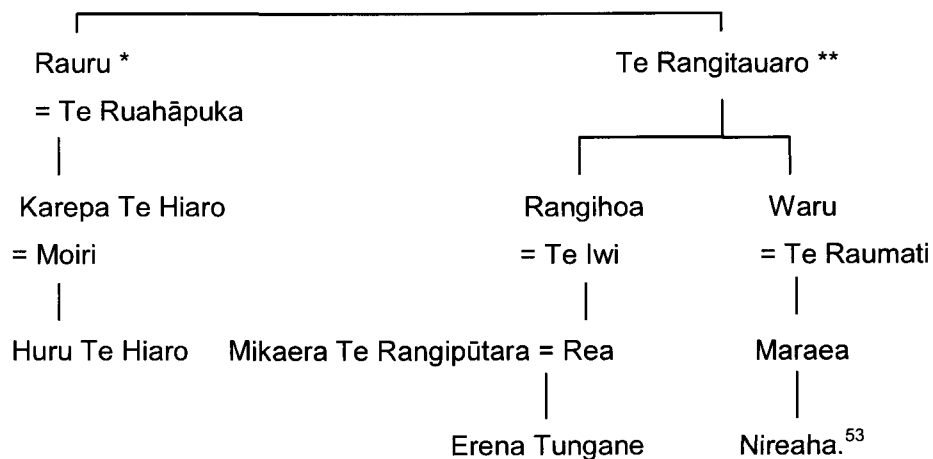 Rauru * Te Rangitauaro **
= Te Ruahāpuka
Karepa Te Hiaro Rangihoa Waru
= Moiri = Te Iwi = Te Raumati
Huru Te Hiaro Mikaera Te Rangipūtara = Rea Maraea
Erena Tungane Nireaha.53